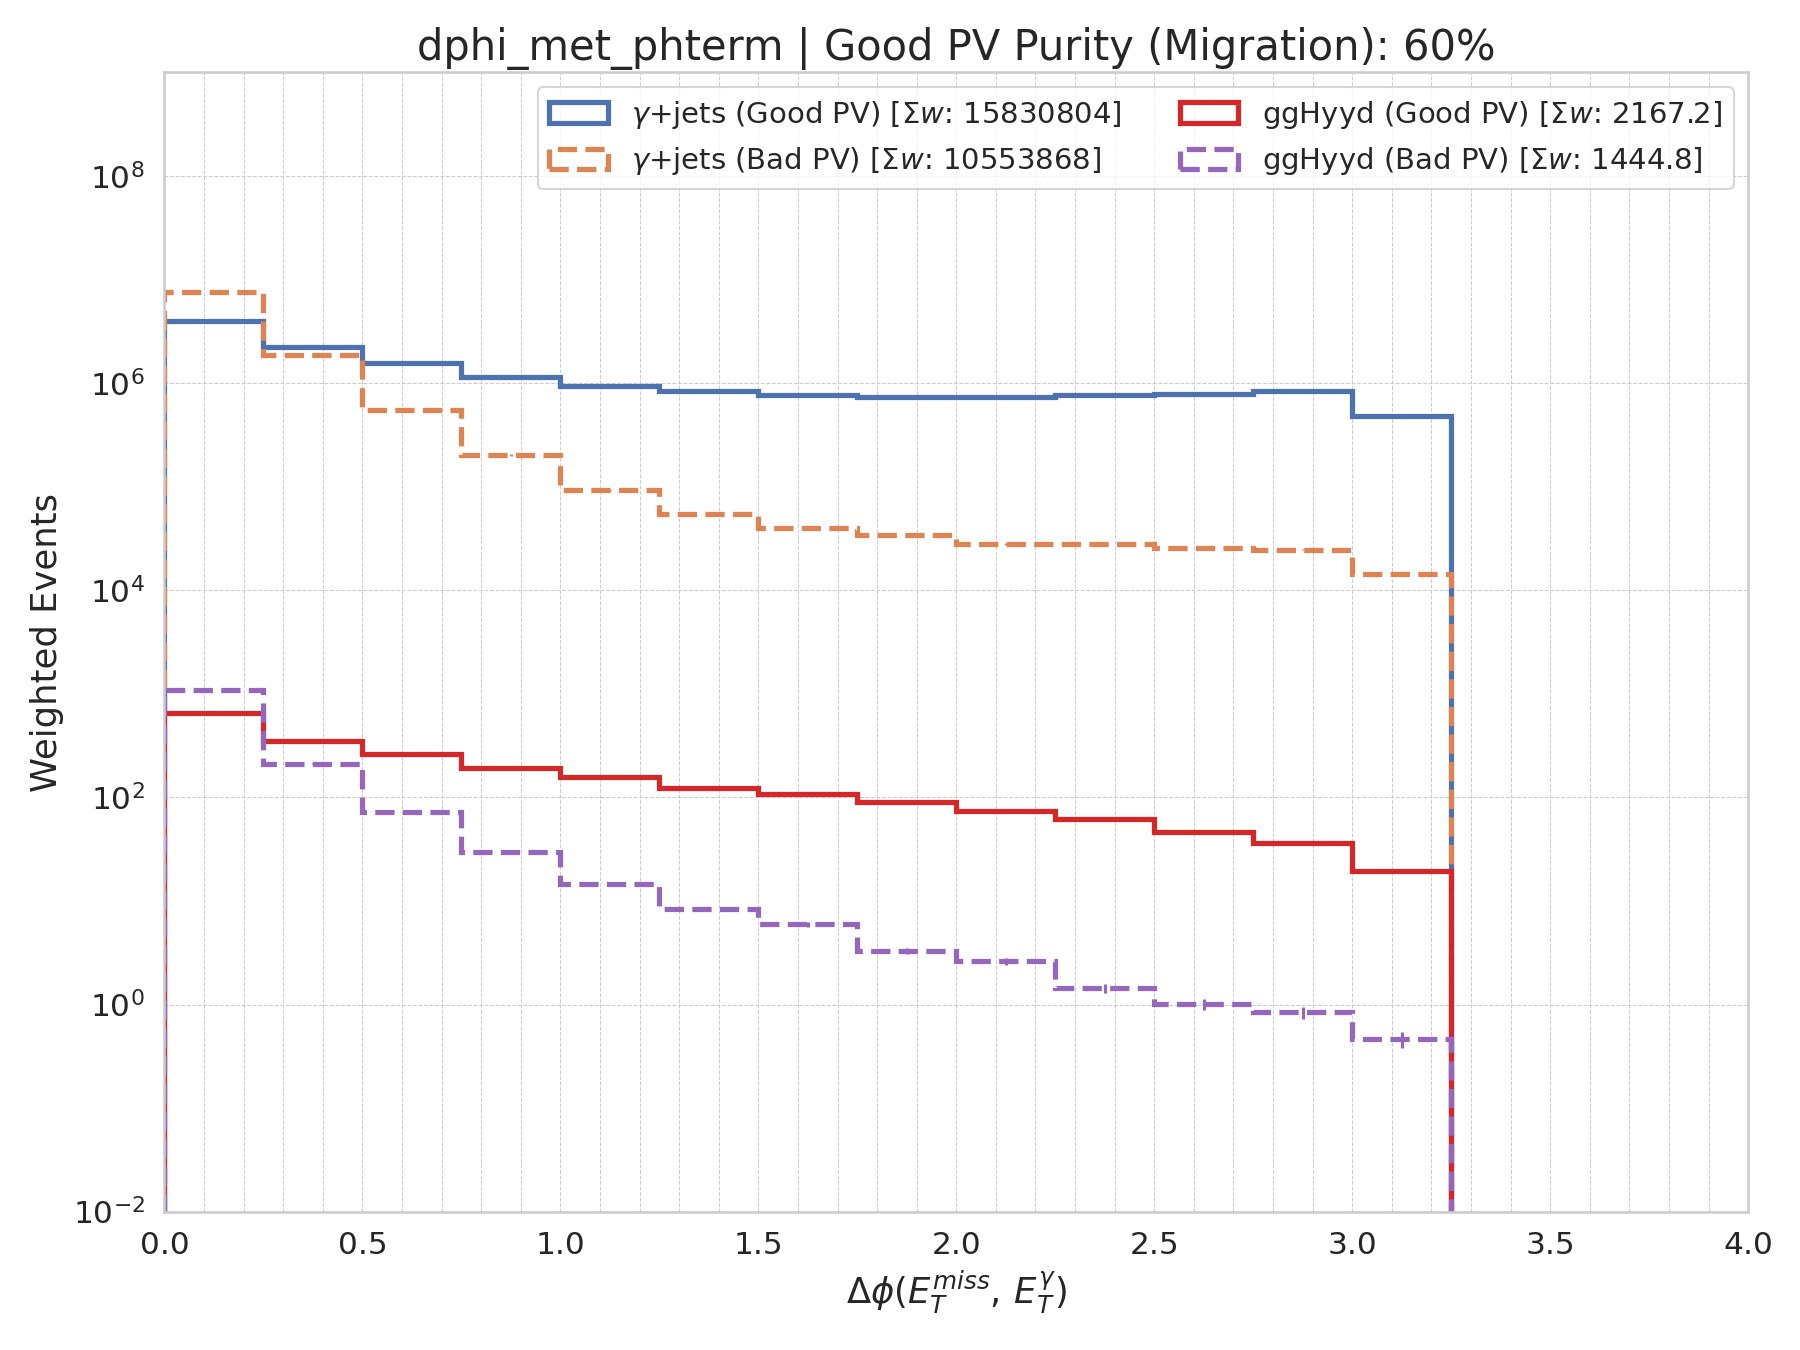 dphi_met_phterm | Good PV Purity (Migration): 60%
γ+jets (Good PV) [Σw: 15830804]
γ+jets (Bad PV) [Σw: 10553868]
ggHyyd (Good PV) [Σw: 2167.2]
ggHyyd (Bad PV) [Σw: 1444.8]
Weighted Events
10^8
10^6
10^4
10^2
10^0
10^−2
0.0 0.5 1.0 1.5 2.0 2.5 3.0 3.5 4.0
Δϕ(E_T^miss, E_T^γ)